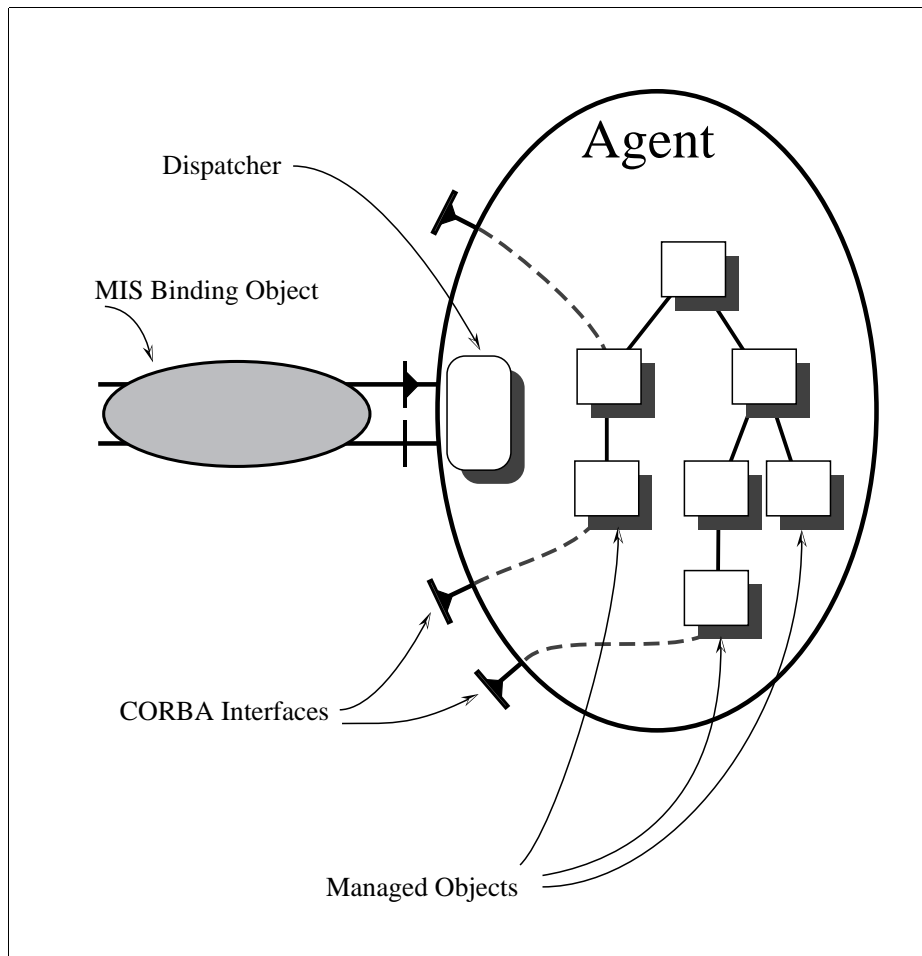 Agent
Dispatcher
MIS Binding Object
CORBA Interfaces
Managed Objects